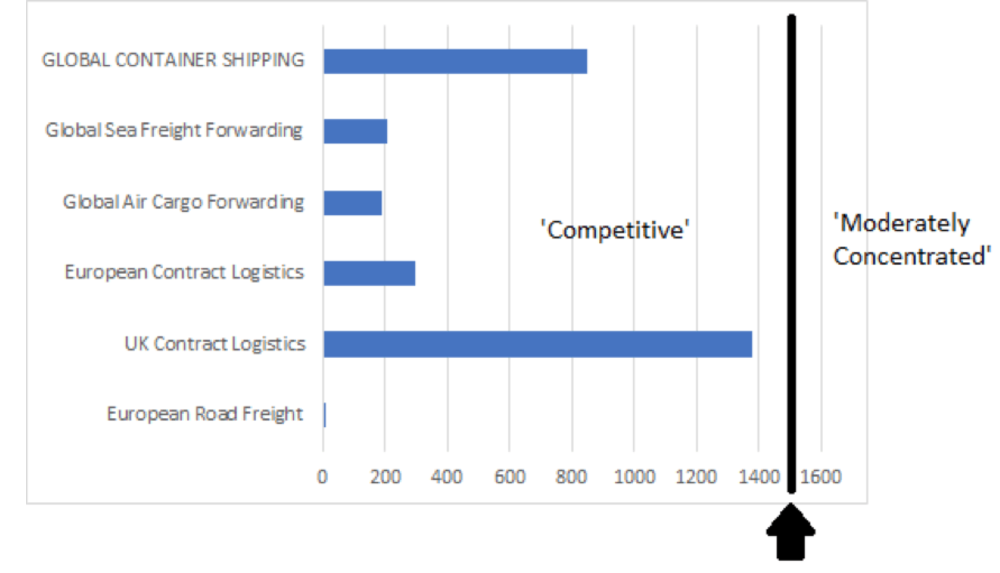 GLOBAL CONTAINER SHIPPING
Global Sea Freight Forwarding
Global Air Cargo Forwarding
European Contract Logistics
UK Contract Logistics
European Road Freight
'Competitive'
'Moderately
Concentrated'
0 200 400 600 800 1000 1200 1400 1600